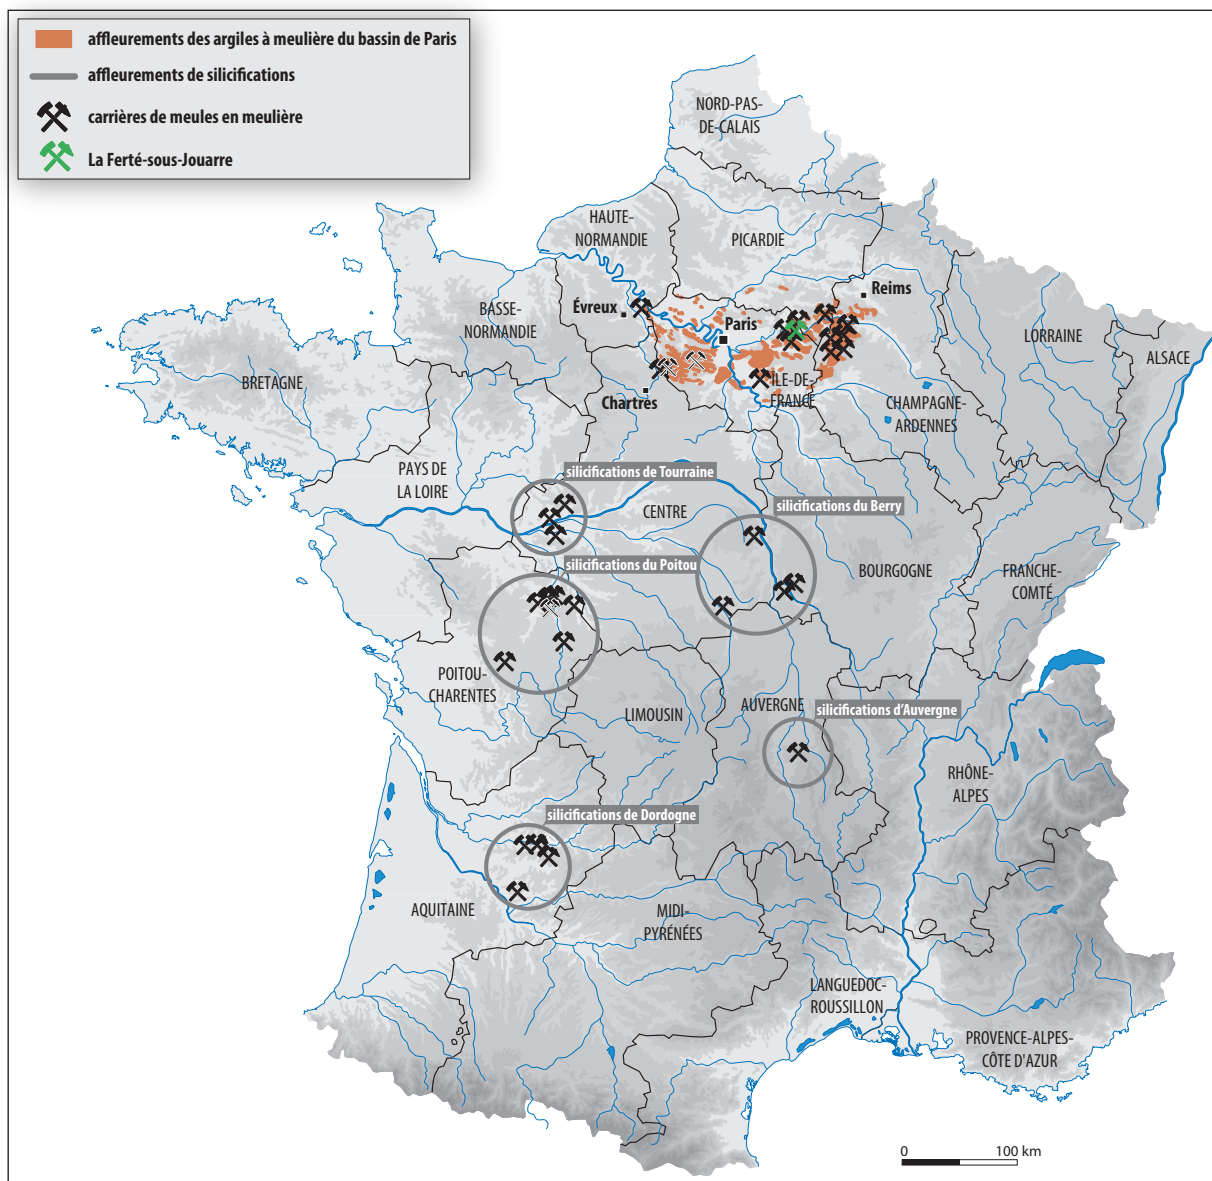 affleurements des argiles à meulière du bassin de Paris
affleurements de silicifications
carrières de meules en meulière
La Ferté-sous-Jouarre
NORD-PAS-
DE-CALAIS
HAUTE-
NORMANDIE
PICARDIE
Reims
Évreux
BASSE-
NORMANDIE
Paris
LORRAINE
ALSACE
BRETAGNE
ÎLE-DE-
FRANCE
Chartres
CHAMPAGNE-
ARDENNES
PAYS DE
LA LOIRE
silicifications de Tourraine
CENTRE
silicifications du Berry
silicifications du Poitou
BOURGOGNE
FRANCHE-
COMTÉ
POITOU-
CHARENTES
LIMOUSIN
AUVERGNE
silicifications d'Auvergne
RHÔNE-
ALPES
silicifications de Dordogne
AQUITAINE
MIDI-
PYRÉNÉES
LANGUEDOC-
ROUSSILLON
PROVENCE-ALPES-
CÔTE D'AZUR
0 100 km